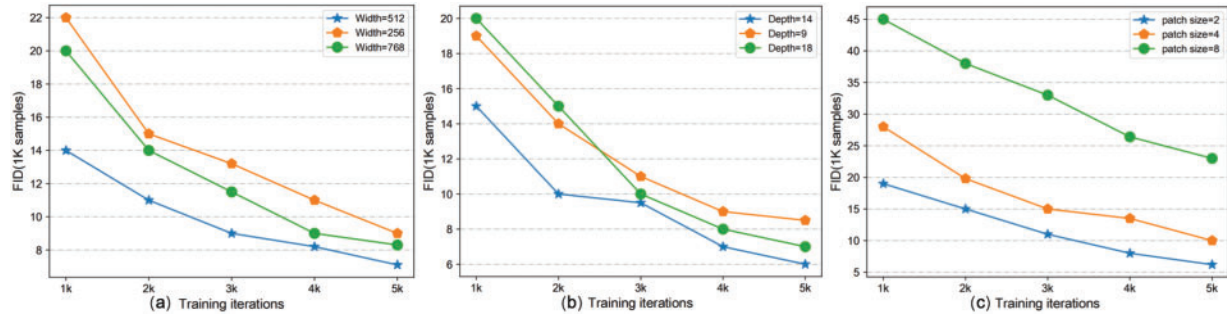 22
20
18
16
14
12
10
8
FID(1K samples)
Width=512
Width=256
Width=768
1k
2k
3k
4k
5k
(a) Training iterations
20
18
16
14
12
10
8
6
FID(1K samples)
Depth=14
Depth=9
Depth=18
1k
2k
3k
4k
5k
(b) Training iterations
45
40
35
30
25
20
15
10
5
FID(1K samples)
patch size=2
patch size=4
patch size=8
1k
2k
3k
4k
5k
(c) Training iterations